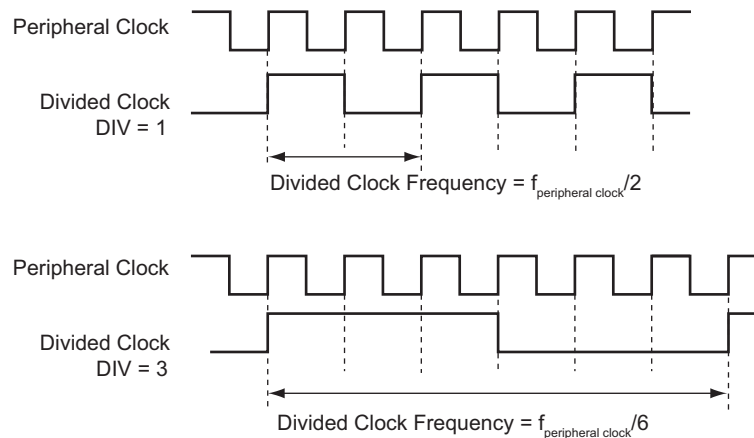 Peripheral Clock
Divided Clock
DIV = 1
Divided Clock Frequency = fperipheral clock/2
Peripheral Clock
Divided Clock
DIV = 3
Divided Clock Frequency = fperipheral clock/6